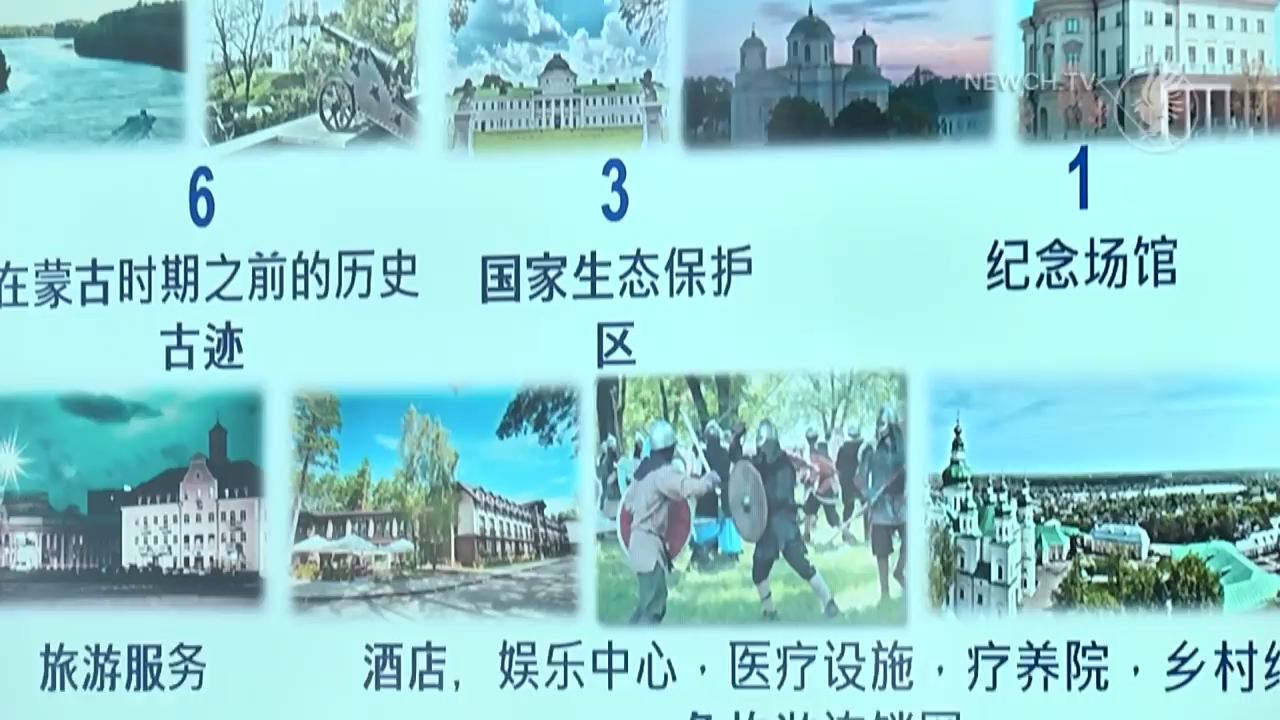 NEWCH.TV
6
3
1
在蒙古时期之前的历史
古迹
国家生态保护
区
纪念场馆
旅游服务
酒店，娱乐中心，医疗设施，疗养院，乡村